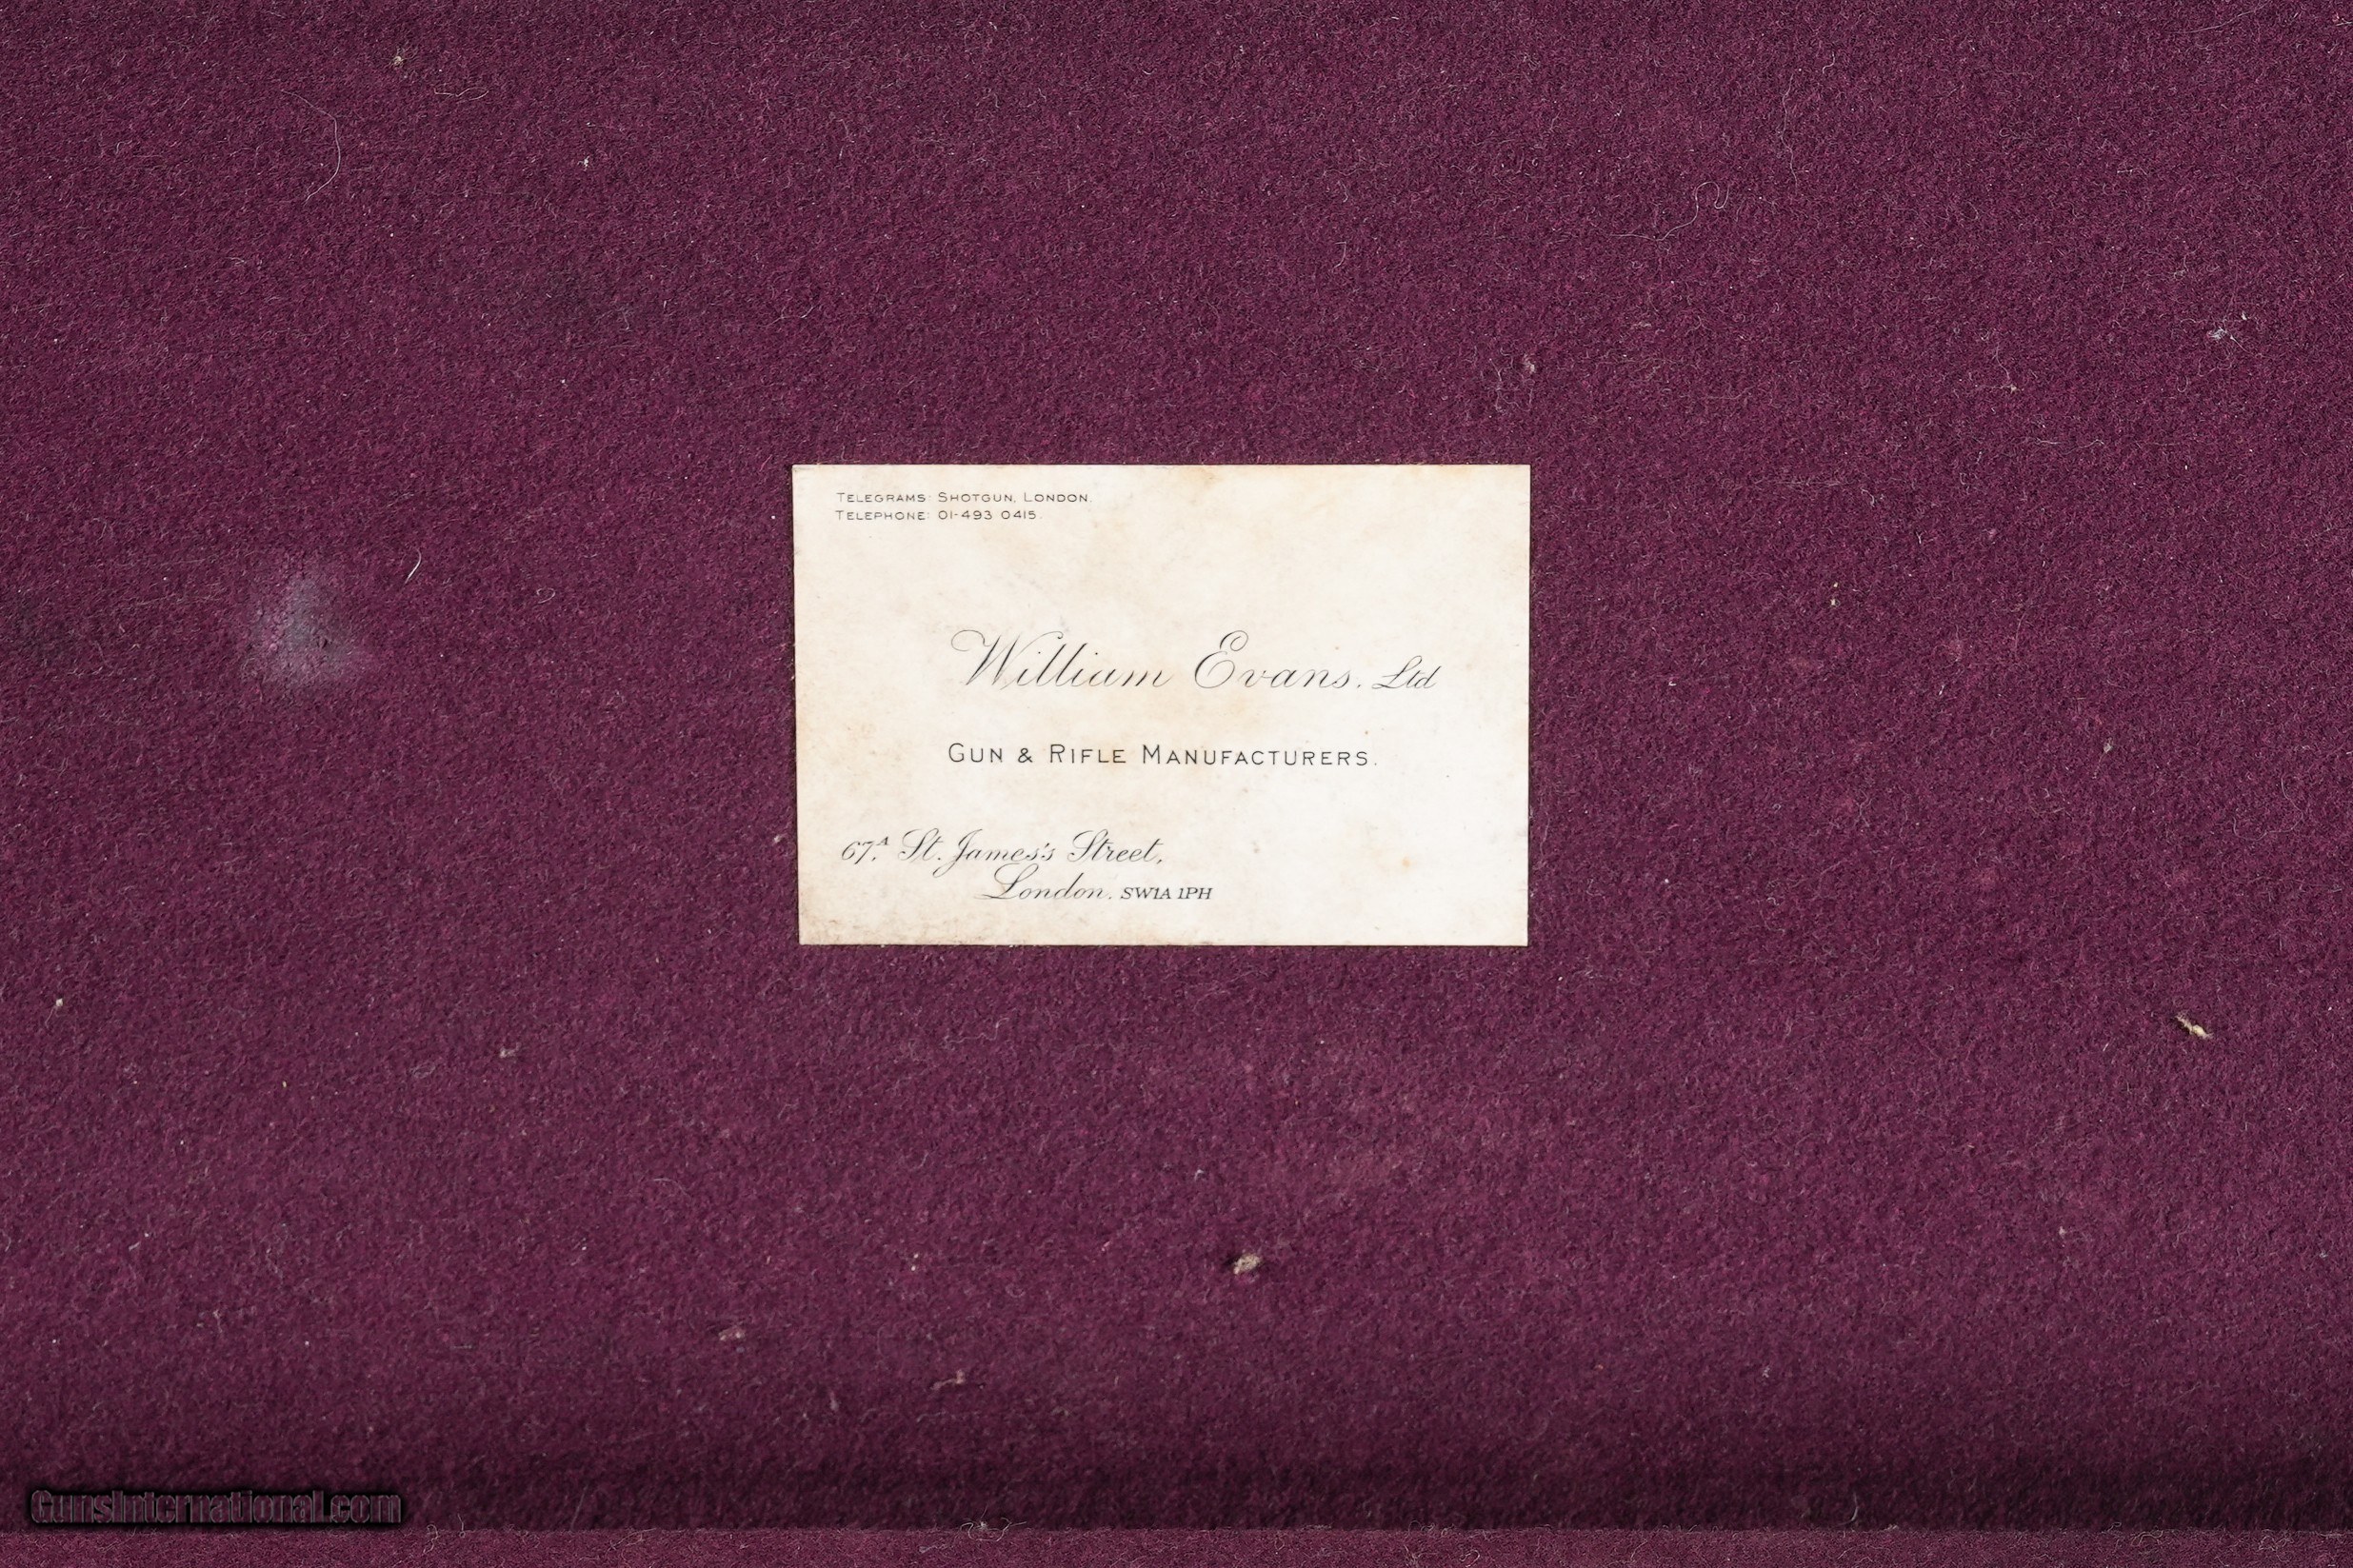 TELEGRAMS: SHOTGUN, LONDON.
TELEPHONE: 01-493 0415.
William Evans, Ltd
GUN & RIFLE MANUFACTURERS.
67A St. James's Street,
London, SW1A 1PH
GunsInternational.com